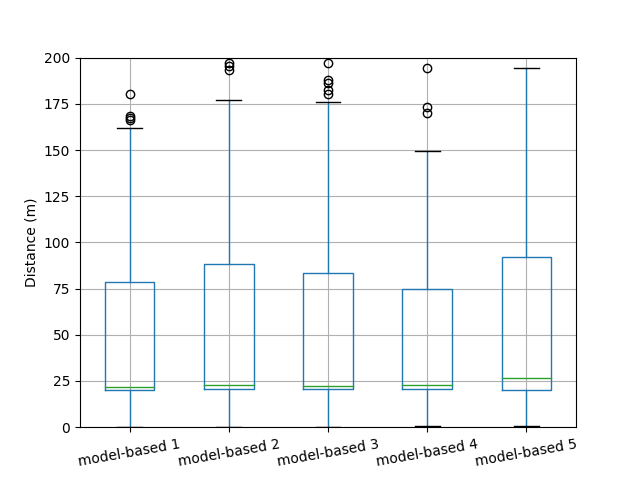 200
175
150
125
100
75
50
25
0
Distance (m)
model-based 1
model-based 2
model-based 3
model-based 4
model-based 5